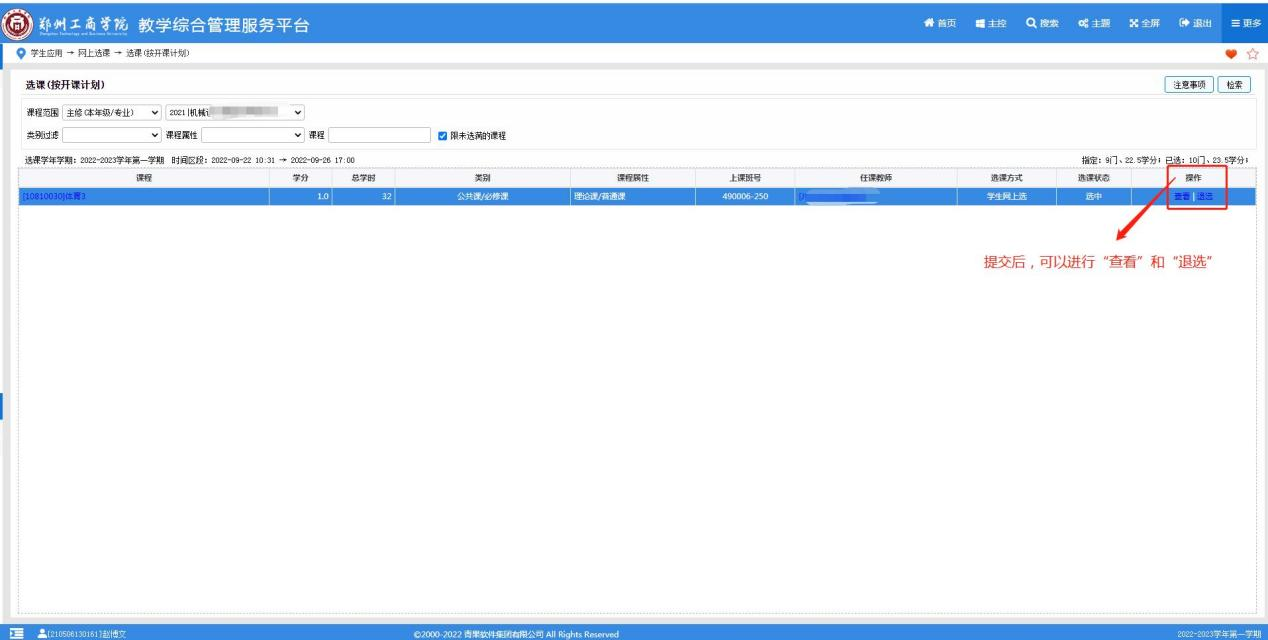 郑州工商学院 教学综合管理服务平台 首页 主控 搜索 主题 全屏 退出 更多
学生应用 → 网上选课 → 选课(按开课计划)
选课(按开课计划) 注意事项 检索
课程范围 主修(本年级/专业) 2021|机械
类别过滤 课程属性 课程 限未选满的课程
选课学年学期：2022-2023学年第一学期 时间区段：2022-09-22 10:31 → 2022-09-26 17:00 指定：9门、22.5学分；已选：10门、23.5学分；
课程 学分 总学时 类别 课程属性 上课班号 任课教师 选课方式 选课状态 操作
[10810030]体育3 1.0 32 公共课/必修课 理论课/普通课 490006-250 学生网上选 选中 查看|退选
提交后，可以进行“查看”和“退选”
[210506130161]赵博文 ©2000-2022 青果软件集团有限公司 All Rights Reserved 2022-2023学年第一学期